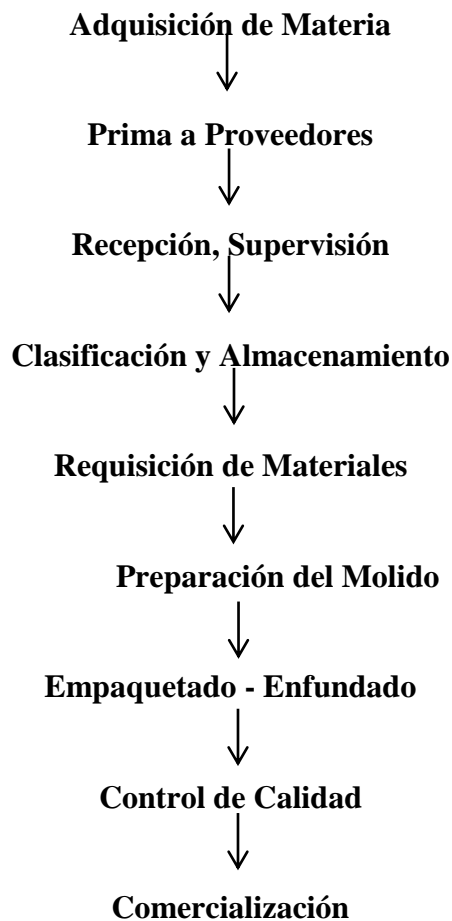 Adquisición de Materia
Prima a Proveedores
Recepción, Supervisión
Clasificación y Almacenamiento
Requisición de Materiales
Preparación del Molido
Empaquetado - Enfundado
Control de Calidad
Comercialización